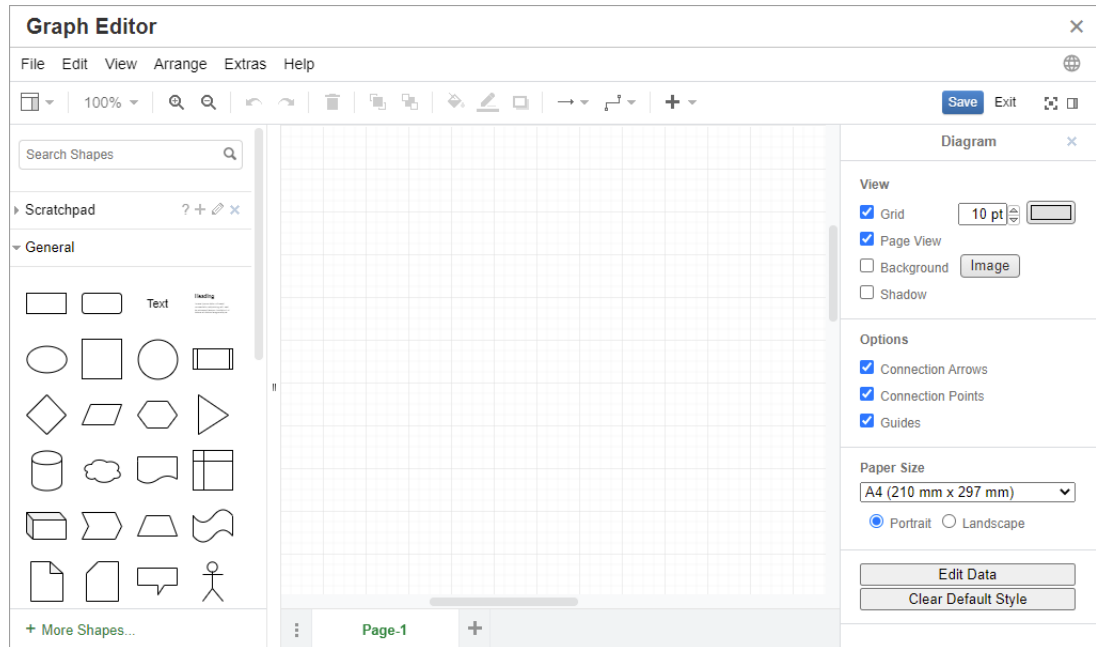 Graph Editor
File Edit View Arrange Extras Help
100%
Save Exit
Search Shapes
Scratchpad ?
General
Text
Heading
+ More Shapes...
Page-1
Diagram
View
Grid 10 pt
Page View
Background Image
Shadow
Options
Connection Arrows
Connection Points
Guides
Paper Size
A4 (210 mm x 297 mm)
Portrait Landscape
Edit Data
Clear Default Style